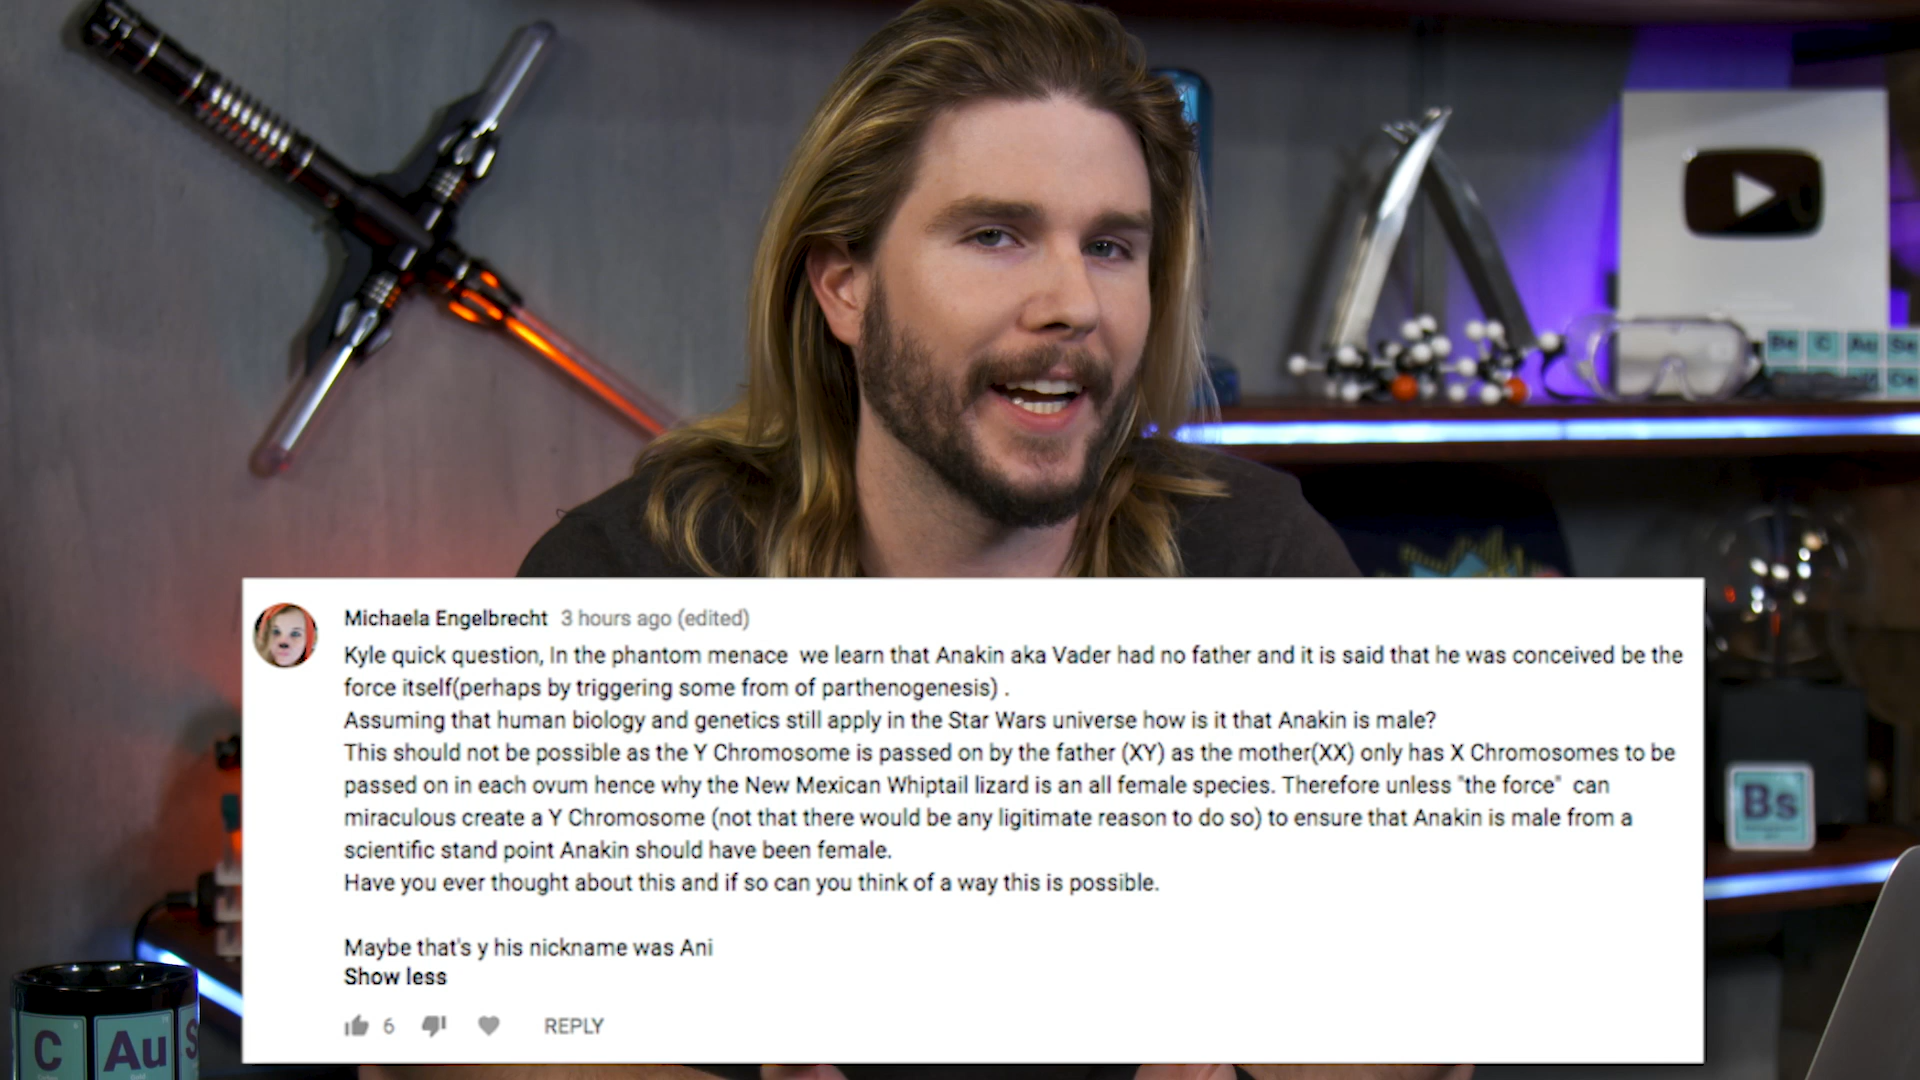 Be C Au Se
Michaela Engelbrecht 3 hours ago (edited)
Kyle quick question, In the phantom menace we learn that Anakin aka Vader had no father and it is said that he was conceived be the
force itself(perhaps by triggering some from of parthenogenesis) .
Assuming that human biology and genetics still apply in the Star Wars universe how is it that Anakin is male?
This should not be possible as the Y Chromosome is passed on by the father (XY) as the mother(XX) only has X Chromosomes to be
passed on in each ovum hence why the New Mexican Whiptail lizard is an all female species. Therefore unless "the force" can
miraculous create a Y Chromosome (not that there would be any ligitimate reason to do so) to ensure that Anakin is male from a
scientific stand point Anakin should have been female.
Have you ever thought about this and if so can you think of a way this is possible.
Maybe that's y his nickname was Ani
Show less
6 REPLY
Bs
C Au S